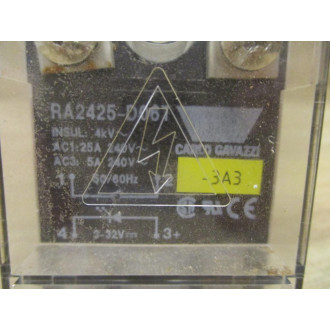 RA2425-D067
INSUL: 4kV~
AC1: 25A 240V~
AC3: 5A 240V~
CARLO GAVAZZI
1 50/60Hz 2
-3A3
4- 3-32V 3+